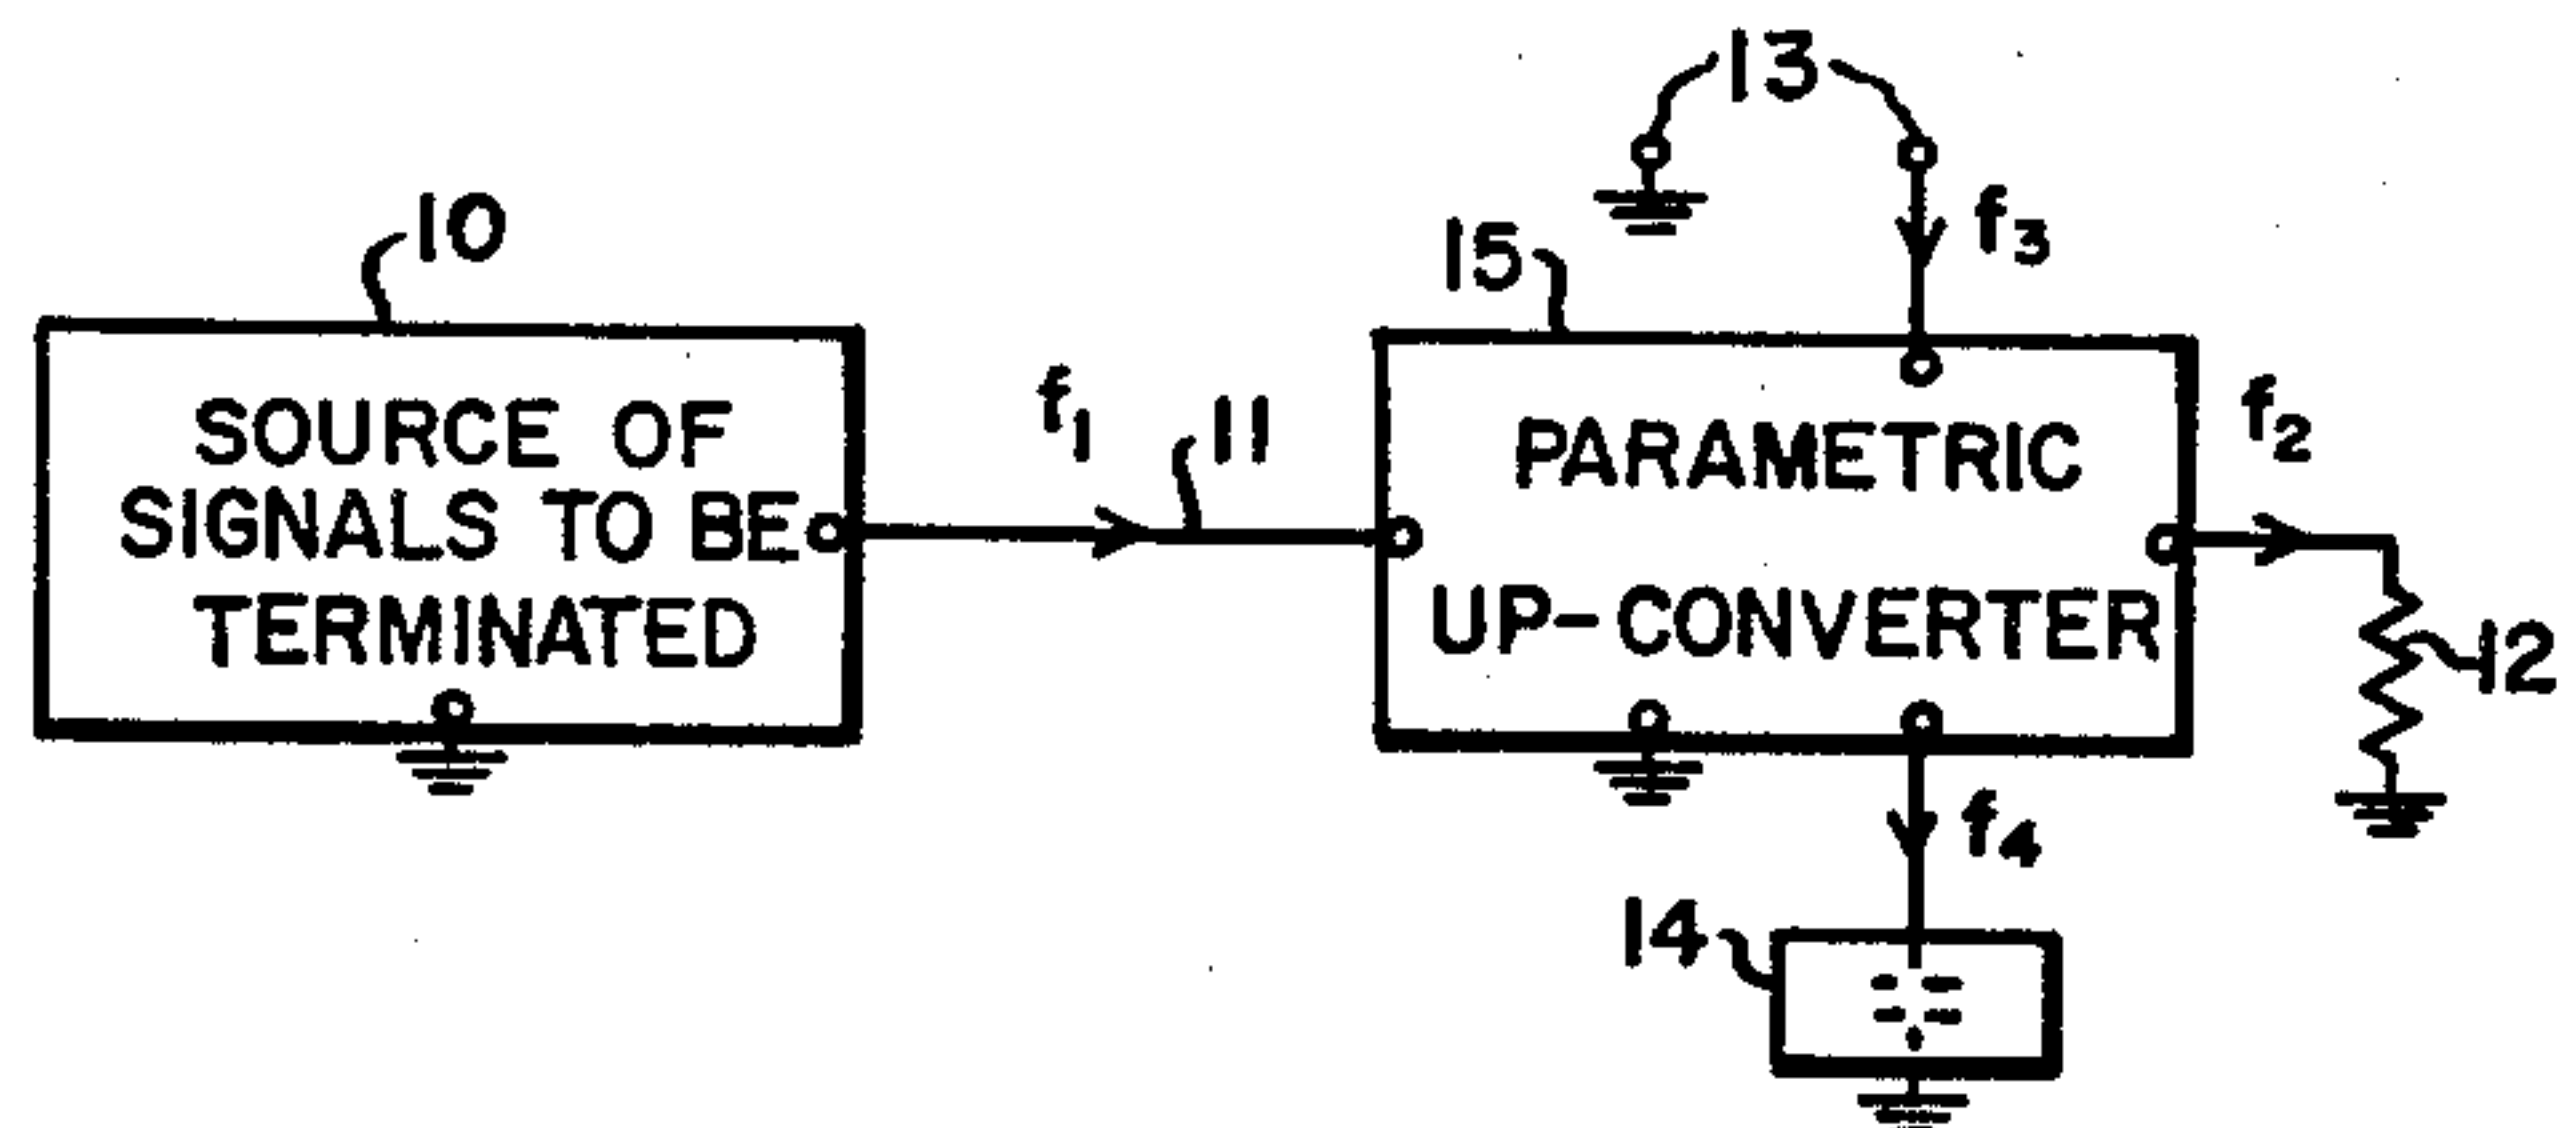 13
10
f3
15
f1
11
SOURCE OF
SIGNALS TO BE
TERMINATED
PARAMETRIC
UP-CONVERTER
f2
12
f4
14